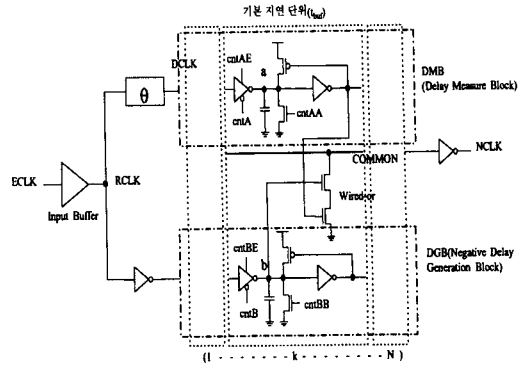 기본 지연 단위(tbuf)
DCLK
cntAE
a
DMB
(Delay Measure Block)
θ
cntA
cntAA
COMMON
NCLK
ECLK
RCLK
Wired-or
Input Buffer
cntBE
b
DGB(Negative Delay
Generation Block)
cntB
cntBB
(1 - - - - - - - - k - - - - - - - - N )